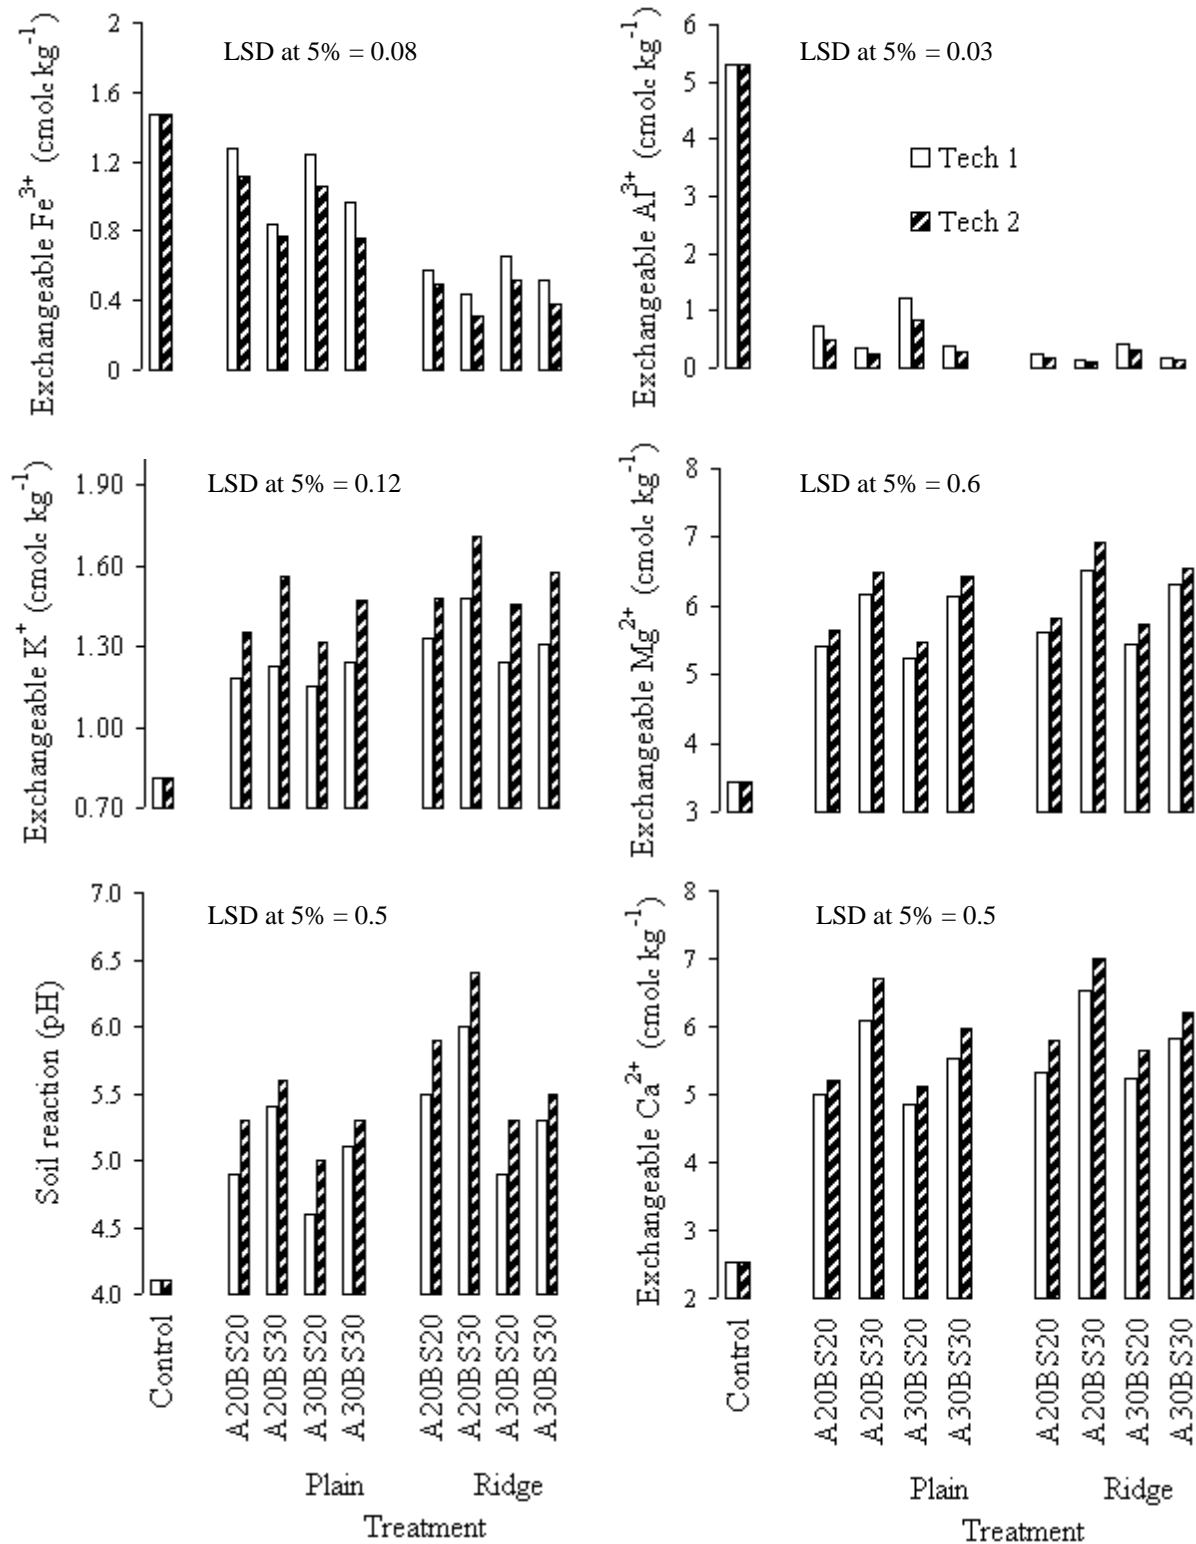 Exchangeable Fe³⁺ (cmolc kg⁻¹)
2
1.6
1.2
0.8
0.4
0
LSD at 5% = 0.08
Exchangeable Al³⁺ (cmolc kg⁻¹)
6
5
4
3
2
1
0
LSD at 5% = 0.03
Tech 1
Tech 2
Exchangeable K⁺ (cmolc kg⁻¹)
1.90
1.60
1.30
1.00
0.70
LSD at 5% = 0.12
Exchangeable Mg²⁺ (cmolc kg⁻¹)
8
7
6
5
4
3
LSD at 5% = 0.6
Soil reaction (pH)
7.0
6.5
6.0
5.5
5.0
4.5
4.0
LSD at 5% = 0.5
Control
A20BS20
A20BS30
A30BS20
A30BS30
A20BS20
A20BS30
A30BS20
A30BS30
Plain
Ridge
Treatment
Exchangeable Ca²⁺ (cmolc kg⁻¹)
8
7
6
5
4
3
2
LSD at 5% = 0.5
Control
A20BS20
A20BS30
A30BS20
A30BS30
A20BS20
A20BS30
A30BS20
A30BS30
Plain
Ridge
Treatment